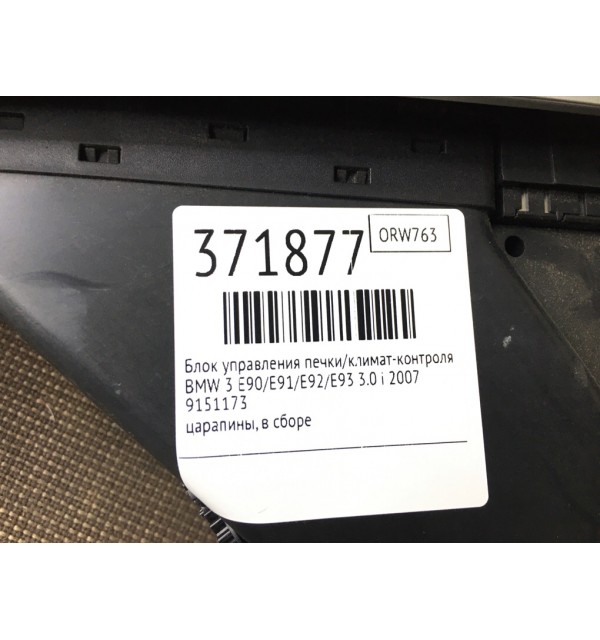 371877
ORW763
Блок управления печки/климат-контроля
BMW 3 E90/E91/E92/E93 3.0 i 2007
9151173
царапины, в сборе